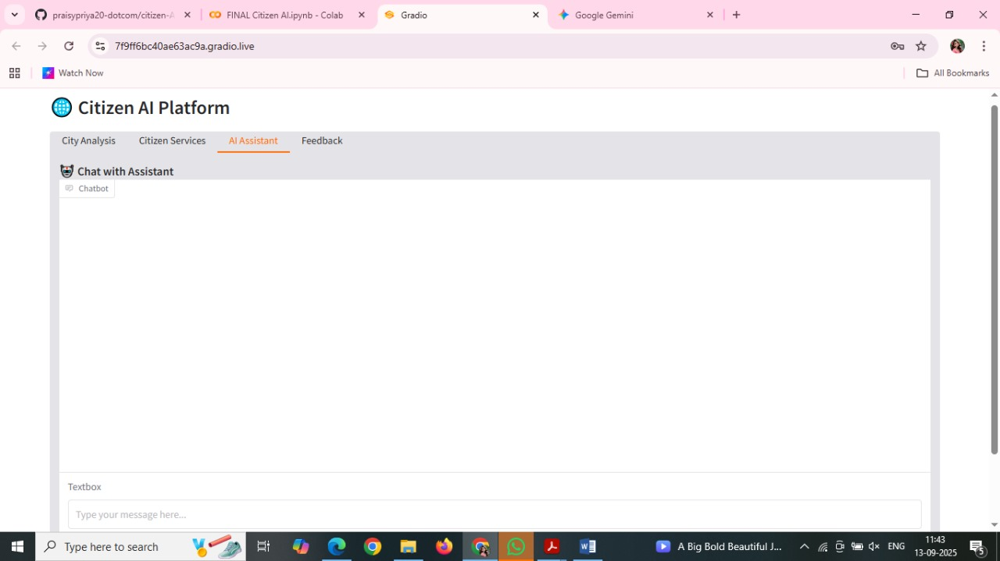 praisypriya20-dotcom/citizen-A
FINAL Citizen AI.ipynb - Colab
Gradio
Google Gemini
7f9ff6bc40ae63ac9a.gradio.live
Watch Now
All Bookmarks
Citizen AI Platform
City Analysis
Citizen Services
AI Assistant
Feedback
Chat with Assistant
Chatbot
Textbox
Type your message here...
Type here to search
A Big Bold Beautiful J...
ENG
11:43
13-09-2025
5